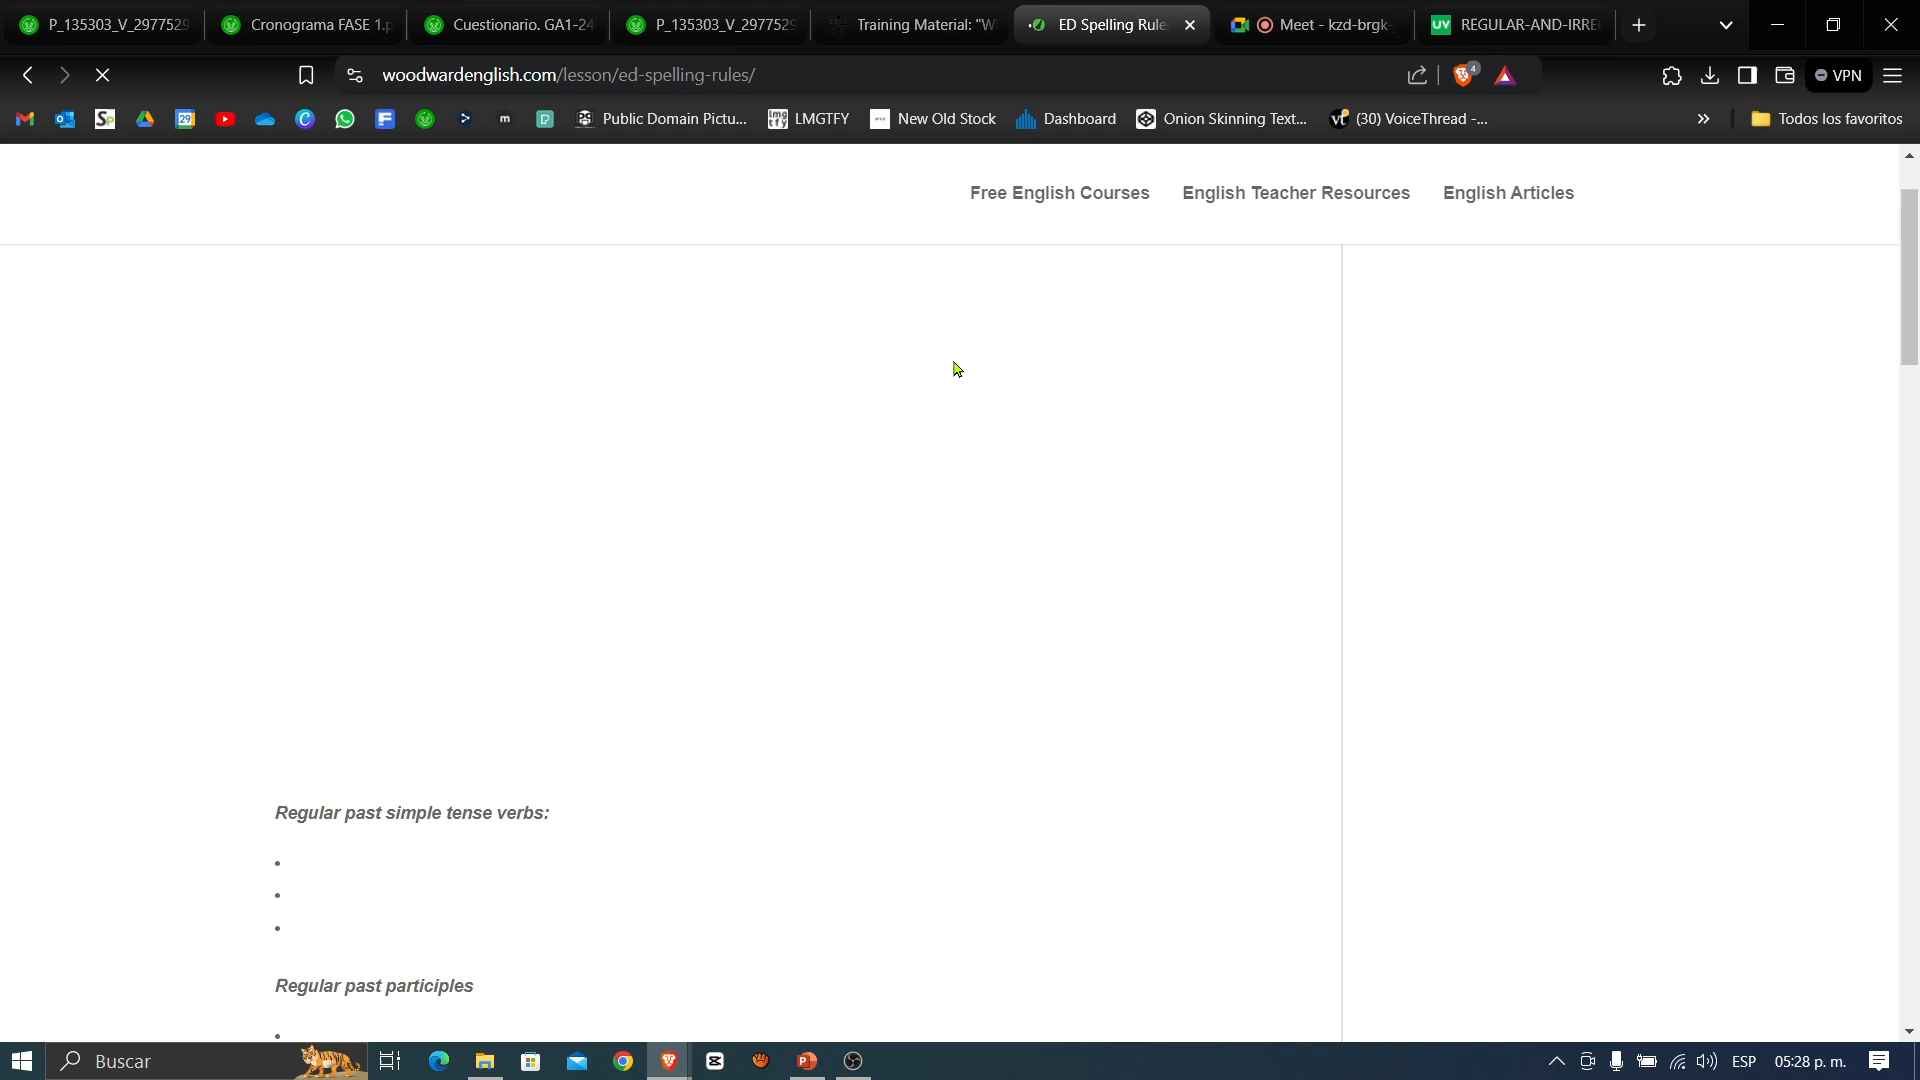 P_135303_V_2977529
Cronograma FASE 1.p
Cuestionario. GA1-24
P_135303_V_2977529
Training Material: "W
ED Spelling Rule
Meet - kzd-brgk-
REGULAR-AND-IRRE
woodwardenglish.com/lesson/ed-spelling-rules/
4
VPN
29
Public Domain Pictu...
LMGTFY
New Old Stock
Dashboard
Onion Skinning Text...
(30) VoiceThread -...
Todos los favoritos
Free English Courses
English Teacher Resources
English Articles
Regular past simple tense verbs:
Regular past participles
Buscar
ESP
05:28 p. m.